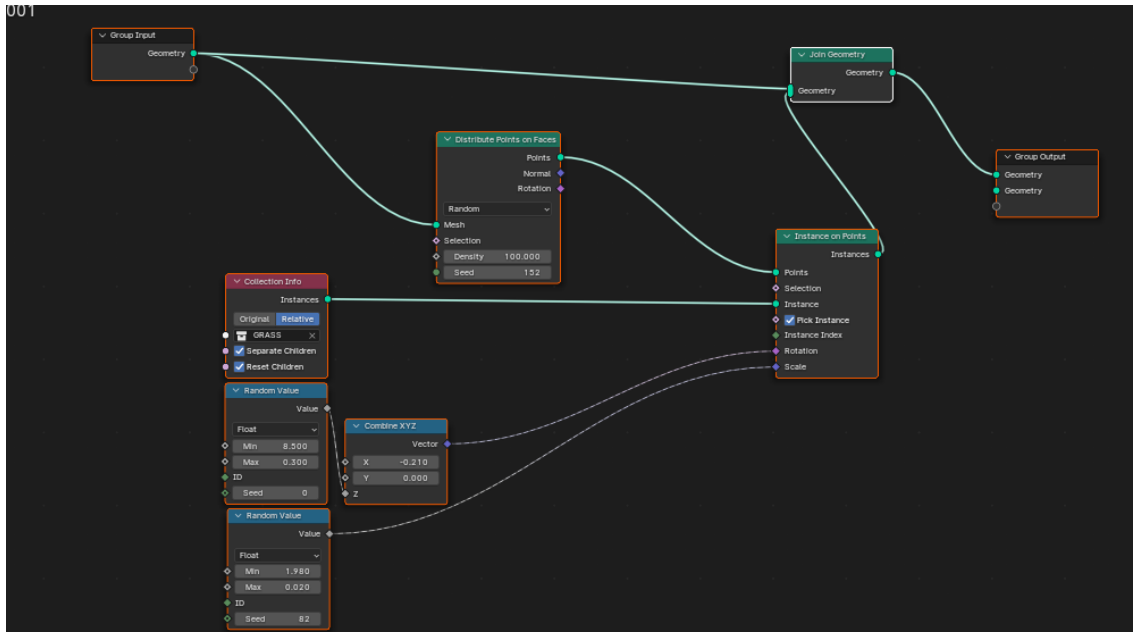 001
Group Input
Geometry
Join Geometry
Geometry
Geometry
Distribute Points on Faces
Points
Normal
Rotation
Random
Mesh
Selection
Density 100.000
Seed 152
Group Output
Geometry
Geometry
Instance on Points
Instances
Points
Selection
Instance
Pick Instance
Instance Index
Rotation
Scale
Collection Info
Instances
Original Relative
GRASS
Separate Children
Reset Children
Random Value
Value
Float
Min 8.500
Max 0.300
ID
Seed 0
Combine XYZ
Vector
X -0.210
Y 0.000
Z
Random Value
Value
Float
Min 1.980
Max 0.020
ID
Seed 82